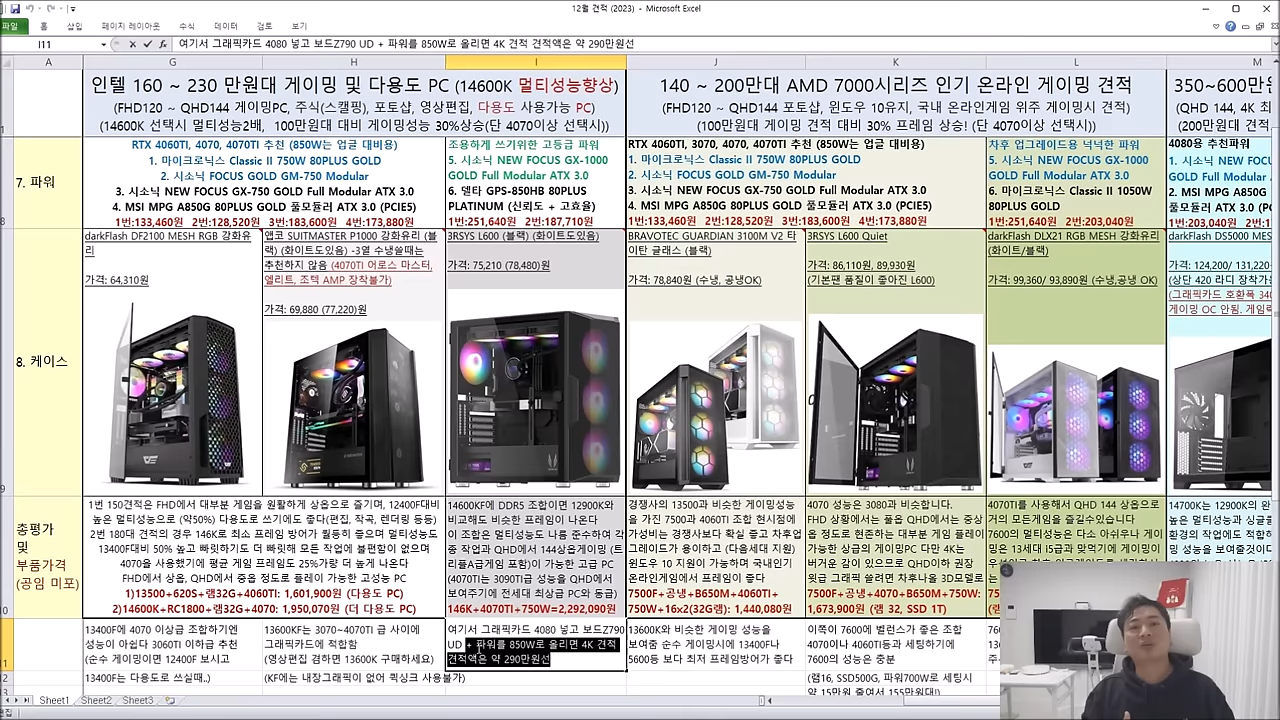 12월 견적 (2023) - Microsoft Excel
파일 홈 삽입 페이지 레이아웃 수식 데이터 검토 보기
I11
여기서 그래픽카드 4080 넣고 보드Z790 UD + 파워를 850W로 올리면 4K 견적 견적액은 약 290만원선
A G H I J K L M
인텔 160 ~ 230 만원대 게이밍 및 다용도 PC (14600K 멀티성능향상)
(FHD120 ~ QHD144 게이밍PC, 주식(스캘핑), 포토샵, 영상편집, 다용도 사용가능 PC)
(14600K 선택시 멀티성능2배, 100만원대 대비 게이밍성능 30%상승(단 4070이상 선택시))
140 ~ 200만대 AMD 7000시리즈 인기 온라인 게이밍 견적
(FHD120 ~ QHD144 포토샵, 윈도우 10유지, 국내 온라인게임 위주 게이밍시 견적)
(100만원대 게이밍 견적 대비 30% 프레임 상승! (단 4070이상 선택시))
350~600만원
(QHD 144, 4K 최
(200만원대 견적
7. 파워
RTX 4060TI, 4070, 4070TI 추천 (850W는 업글 대비용)
1. 마이크로닉스 Classic II 750W 80PLUS GOLD
2. 시소닉 FOCUS GOLD GM-750 Modular
3. 시소닉 NEW FOCUS GX-750 GOLD Full Modular ATX 3.0
4. MSI MPG A850G 80PLUS GOLD 풀모듈러 ATX 3.0 (PCIE5)
1번:133,460원 2번:128,520원 3번:183,600원 4번:173,880원
조용하게 쓰기위한 고등급 파워
5. 시소닉 NEW FOCUS GX-1000
GOLD Full Modular ATX 3.0
6. 델타 GPS-850HB 80PLUS
PLATINUM (신뢰도 + 고효율)
1번:251,640원 2번:187,710원
RTX 4060TI, 3070, 4070, 4070TI 추천 (850W는 업글대비용)
1. 마이크로닉스 Classic II 750W 80PLUS GOLD
2. 시소닉 FOCUS GOLD GM-750 Modular
3. 시소닉 NEW FOCUS GX-750 GOLD Full Modular ATX 3.0
4. MSI MPG A850G 80PLUS GOLD 풀모듈러 ATX 3.0 (PCIE5)
1번:133,460원 2번:128,520원 3번:183,600원 4번:173,880원
차후 업그레이드용 넉넉한 파워
5. 시소닉 NEW FOCUS GX-1000
GOLD Full Modular ATX 3.0
6. 마이크로닉스 Classic II 1050W
80PLUS GOLD
1번:251,640원 2번:203,040원
4080용 추천파워
1. 시소닉 NEW FO
GOLD Full Modul
2. MSI MPG A850G
풀모듈러 ATX 3.0 (P
1번:203,040원 2번:1
8. 케이스
darkFlash DF2100 MESH RGB 강화유
리
가격: 64,310원
앱코 SUITMASTER P1000 강화유리 (블
랙) (화이트도있음) -3열 수냉쓸때는
추천하지 않음 (4070TI 어로스 마스터,
엘리트, 조텍 AMP 장착불가)
가격: 69,880 (77,220)원
3RSYS L600 (블랙) (화이트도있음)
가격: 75,210 (78,480)원
BRAVOTEC GUARDIAN 3100M V2 타
이탄 글래스 (블랙)
가격: 78,840원 (수냉, 공냉OK)
3RSYS L600 Quiet
가격: 86,110원, 89,930원
(기본팬 품질이 좋아진 L600)
darkFlash DLX21 RGB MESH 강화유리
(화이트/블랙)
가격: 99,360/ 93,890원 (수냉,공냉 OK)
darkFlash DS5000 MES
가격: 124,200/ 131,220
(상단 420 라디 장착가능
(그래픽카드 호환폭 340
게이밍 OC 안됨. 게임락
총평가
및
부품가격
(공임 미포)
1번 150견적은 FHD에서 대부분 게임을 원활하게 상옵으로 즐기며, 12400F대비
높은 멀티성능으로 (약50%) 다용도로 쓰기에도 좋다(편집, 작곡, 렌더링 등등)
2번 180대 견적의 경우 146K로 최소 프레임 방어가 훨등히 좋으며 멀티성능도
13400F대비 50% 높고 빠릿하기도 더 빠릿해 모든 작업에 불편함이 없으며
4070을 사용했기에 평균 게임 프레임도 25%가량 더 높게 나온다
FHD에서 상옵, QHD에서 중옵 정도로 플레이 가능한 고성능 PC
1)13500+620S+램32G+4060TI: 1,601,900원 (다용도 PC)
2)14600K+RC1800+램32G+4070: 1,950,070원 (더 다용도 PC)
14600KF에 DDR5 조합이면 12900K와
비교해도 비슷한 프레임이 나온다
이 조합은 멀티성능도 나름 준수하여 각
종 작업과 QHD에서 144상옵게이밍 (트
리플A급게임 포함)이 가능한 고급 PC
(4070TI는 3090TI급 성능을 QHD에서
보여주기에 전세대 최상급 PC와 동급)
146K+4070TI+750W=2,292,090원
경쟁사의 13500과 비슷한 게이밍성능
을 가진 7500과 4060TI 조합 현시점에
가성비는 경쟁사보다 확실 좋고 차후업
그레이드가 용이하고 (다음세대 지원)
윈도우 10 지원이 가능하며 국내인기
온라인게임에서 프레임이 좋다
7500F+공냉+B650M+4060TI+
750W+16x2(32G램): 1,440,080원
4070 성능은 3080과 비슷합니다.
FHD 상황에서는 풀옵 QHD에서는 중상
옵 정도로 현존하는 대부분 게임 플레이
가능한 상급의 게이밍PC 다만 4K는
버거운 감이 있으므로 QHD이하 권장
윗급 그래픽 쓸려면 차후나올 3D모델로
7500F+공냉+4070+B650M+750W:
1,673,900원 (램 32, SSD 1T)
4070TI를 사용해서 QHD 144 상옵으로
거의 모든게임을 즐길수있습니다
7600의 멀티성능은 다소 아쉬우나 게이
밍은 13세대 i5급과 맞먹기에 게이밍이
14700K는 12900K의 완
높은 멀티성능과 싱글을
환경의 작업에도 적합하
밍 성능을 보여줄것이다
13400F에 4070 이상급 조합하기엔
성능이 아쉽다 3060TI 이하급 추천
(순수 게이밍이면 12400F 보시고
13400F는 다용도로 쓰실때..)
13600KF는 3070~4070TI 급 사이에
그래픽카드에 적합함
(영상편집 겸하면 13600K 구매하세요)
(KF에는 내장그래픽이 없어 퀵싱크 사용불가)
여기서 그래픽카드 4080 넣고 보드Z790
UD + 파워를 850W로 올리면 4K 견적
견적액은 약 290만원선
13600K와 비슷한 게이밍 성능을
보여줌 순수 게이밍시에 13400F나
5600등 보다 최저 프레임방어가 좋다
이쪽이 7600에 밸런스가 좋은 조합
4070이나 4060TI등과 세팅하기에
7600의 성능은 충분
(램16, SSD500G, 파워700W로 세팅시
약 15만원 줄여서 155만원대!)
Sheet1 Sheet2 Sheet3